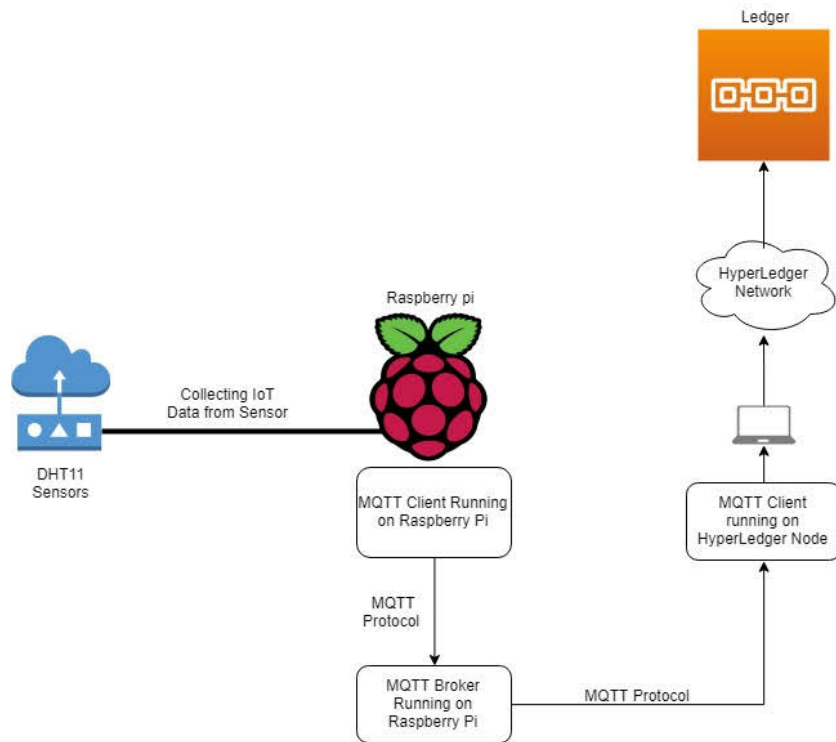 Ledger
HyperLedger
Network
Raspberry pi
Collecting IoT
Data from Sensor
DHT11
Sensors
MQTT Client Running
on Raspberry Pi
MQTT Client
running on
HyperLedger Node
MQTT
Protocol
MQTT Broker
Running on
Raspberry Pi
MQTT Protocol